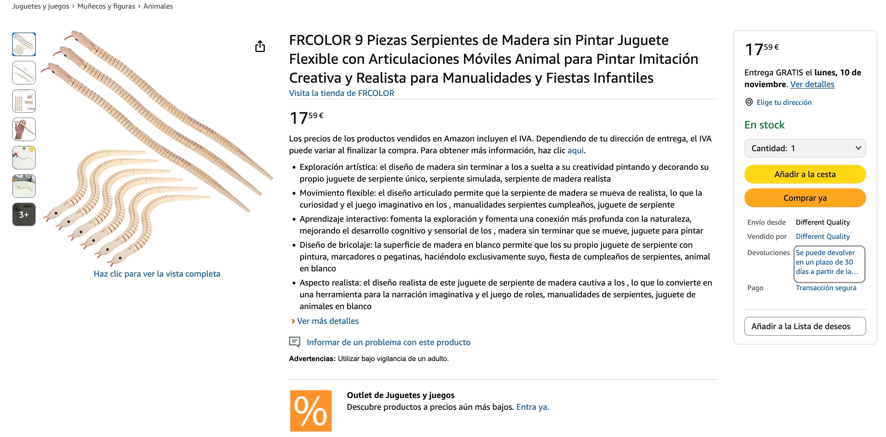 Juguetes y juegos › Muñecos y figuras › Animales
FRCOLOR 9 Piezas Serpientes de Madera sin Pintar Juguete
Flexible con Articulaciones Móviles Animal para Pintar Imitación
Creativa y Realista para Manualidades y Fiestas Infantiles
Visita la tienda de FRCOLOR
17 59 €
Los precios de los productos vendidos en Amazon incluyen el IVA. Dependiendo de tu dirección de entrega, el IVA
puede variar al finalizar la compra. Para obtener más información, haz clic aquí.
• Exploración artística: el diseño de madera sin terminar a los a suelta a su creatividad pintando y decorando su
propio juguete de serpiente único, serpiente simulada, serpiente de madera realista
• Movimiento flexible: el diseño articulado permite que la serpiente de madera se mueva de realista, lo que la
curiosidad y el juego imaginativo en los , manualidades serpientes cumpleaños, juguete de serpiente
• Aprendizaje interactivo: fomenta la exploración y fomenta una conexión más profunda con la naturaleza,
mejorando el desarrollo cognitivo y sensorial de los , madera sin terminar que se mueve, juguete para pintar
• Diseño de bricolaje: la superficie de madera en blanco permite que los su propio juguete de serpiente con
pintura, marcadores o pegatinas, haciéndolo exclusivamente suyo, fiesta de cumpleaños de serpientes, animal
en blanco
• Aspecto realista: el diseño realista de este juguete de serpiente de madera cautiva a los , lo que lo convierte en
una herramienta para la narración imaginativa y el juego de roles, manualidades de serpientes, juguete de
animales en blanco
› Ver más detalles
Informar de un problema con este producto
Advertencias: Utilizar bajo vigilancia de un adulto.
%
Outlet de Juguetes y juegos
Descubre productos a precios aún más bajos. Entra ya.
3+
Haz clic para ver la vista completa
17 59 €
Entrega GRATIS el lunes, 10 de
noviembre. Ver detalles
Elige tu dirección
En stock
Cantidad: 1
Añadir a la cesta
Comprar ya
Envío desde Different Quality
Vendido por Different Quality
Devoluciones Se puede devolver
en un plazo de 30
días a partir de la...
Pago Transacción segura
Añadir a la Lista de deseos